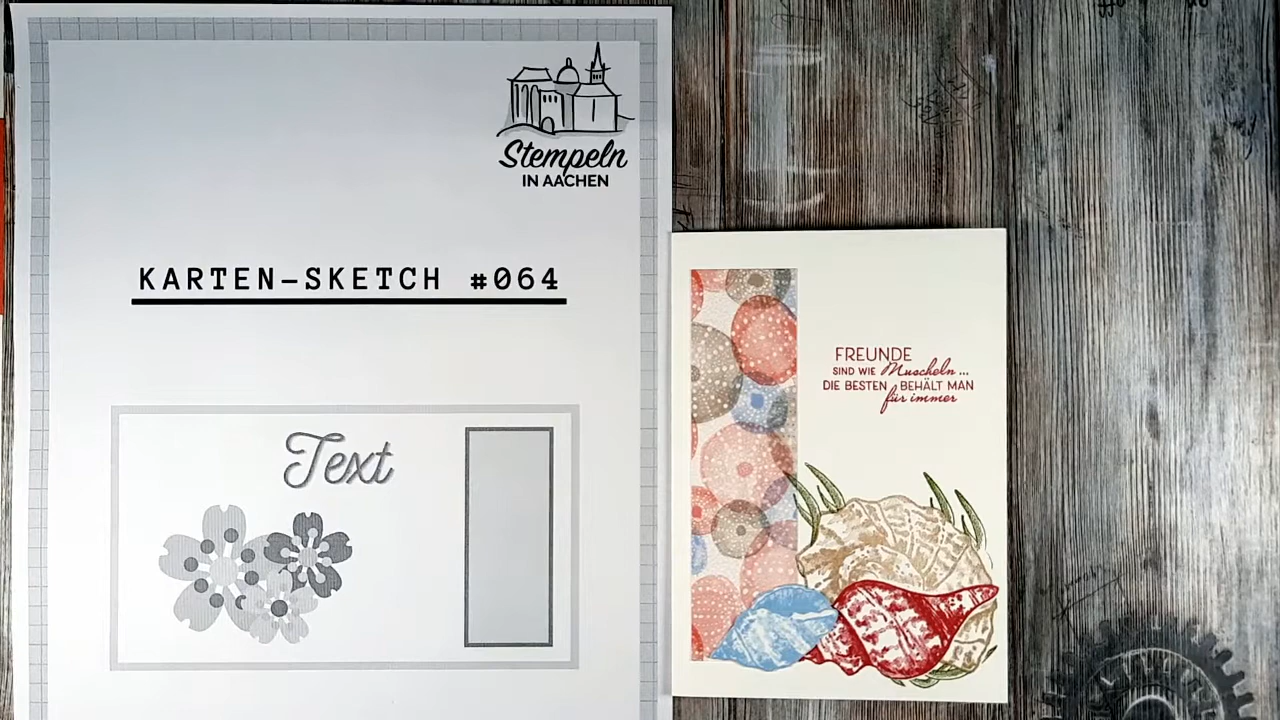 Stempeln
IN AACHEN
KARTEN-SKETCH #064
Text
FREUNDE
SIND WIE Muscheln ...
DIE BESTEN BEHÄLT MAN
für immer